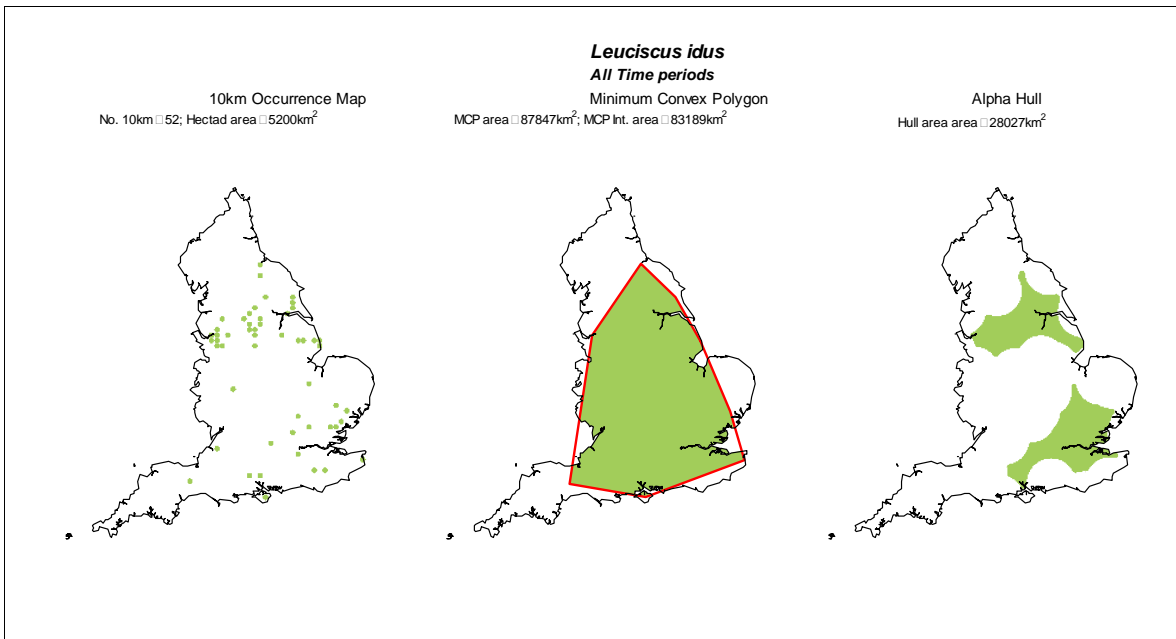 Leuciscus idus
All Time periods
10km Occurrence Map
No. 10km □52; Hectad area □5200km²
Minimum Convex Polygon
MCP area □87847km²; MCP Int. area □83189km²
Alpha Hull
Hull area area □28027km²